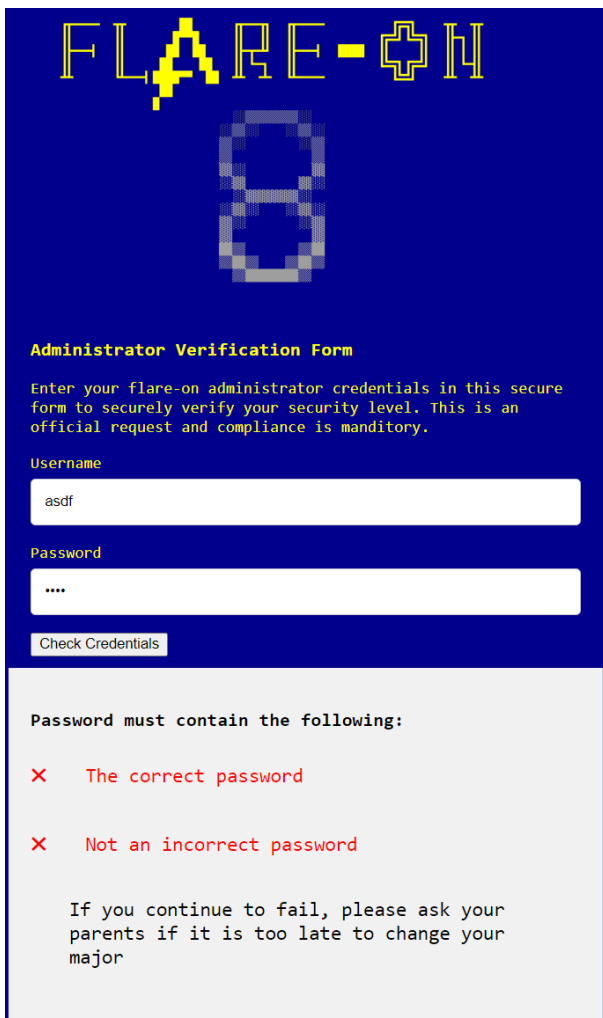 FLARE-ON
8
Administrator Verification Form
Enter your flare-on administrator credentials in this secure
form to securely verify your security level. This is an
official request and compliance is manditory.
Username
asdf
Password
••••
Check Credentials
Password must contain the following:
✕ The correct password
✕ Not an incorrect password
If you continue to fail, please ask your
parents if it is too late to change your
major